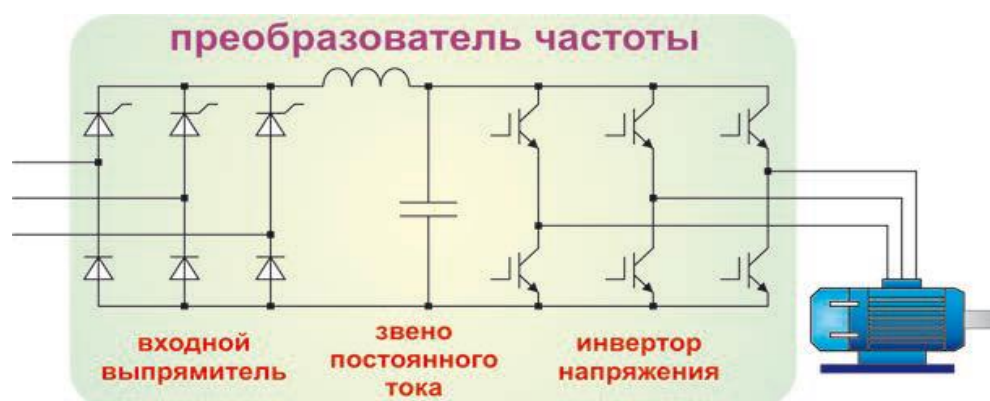 преобразователь частоты
входной
выпрямитель
звено
постоянного
тока
инвертор
напряжения